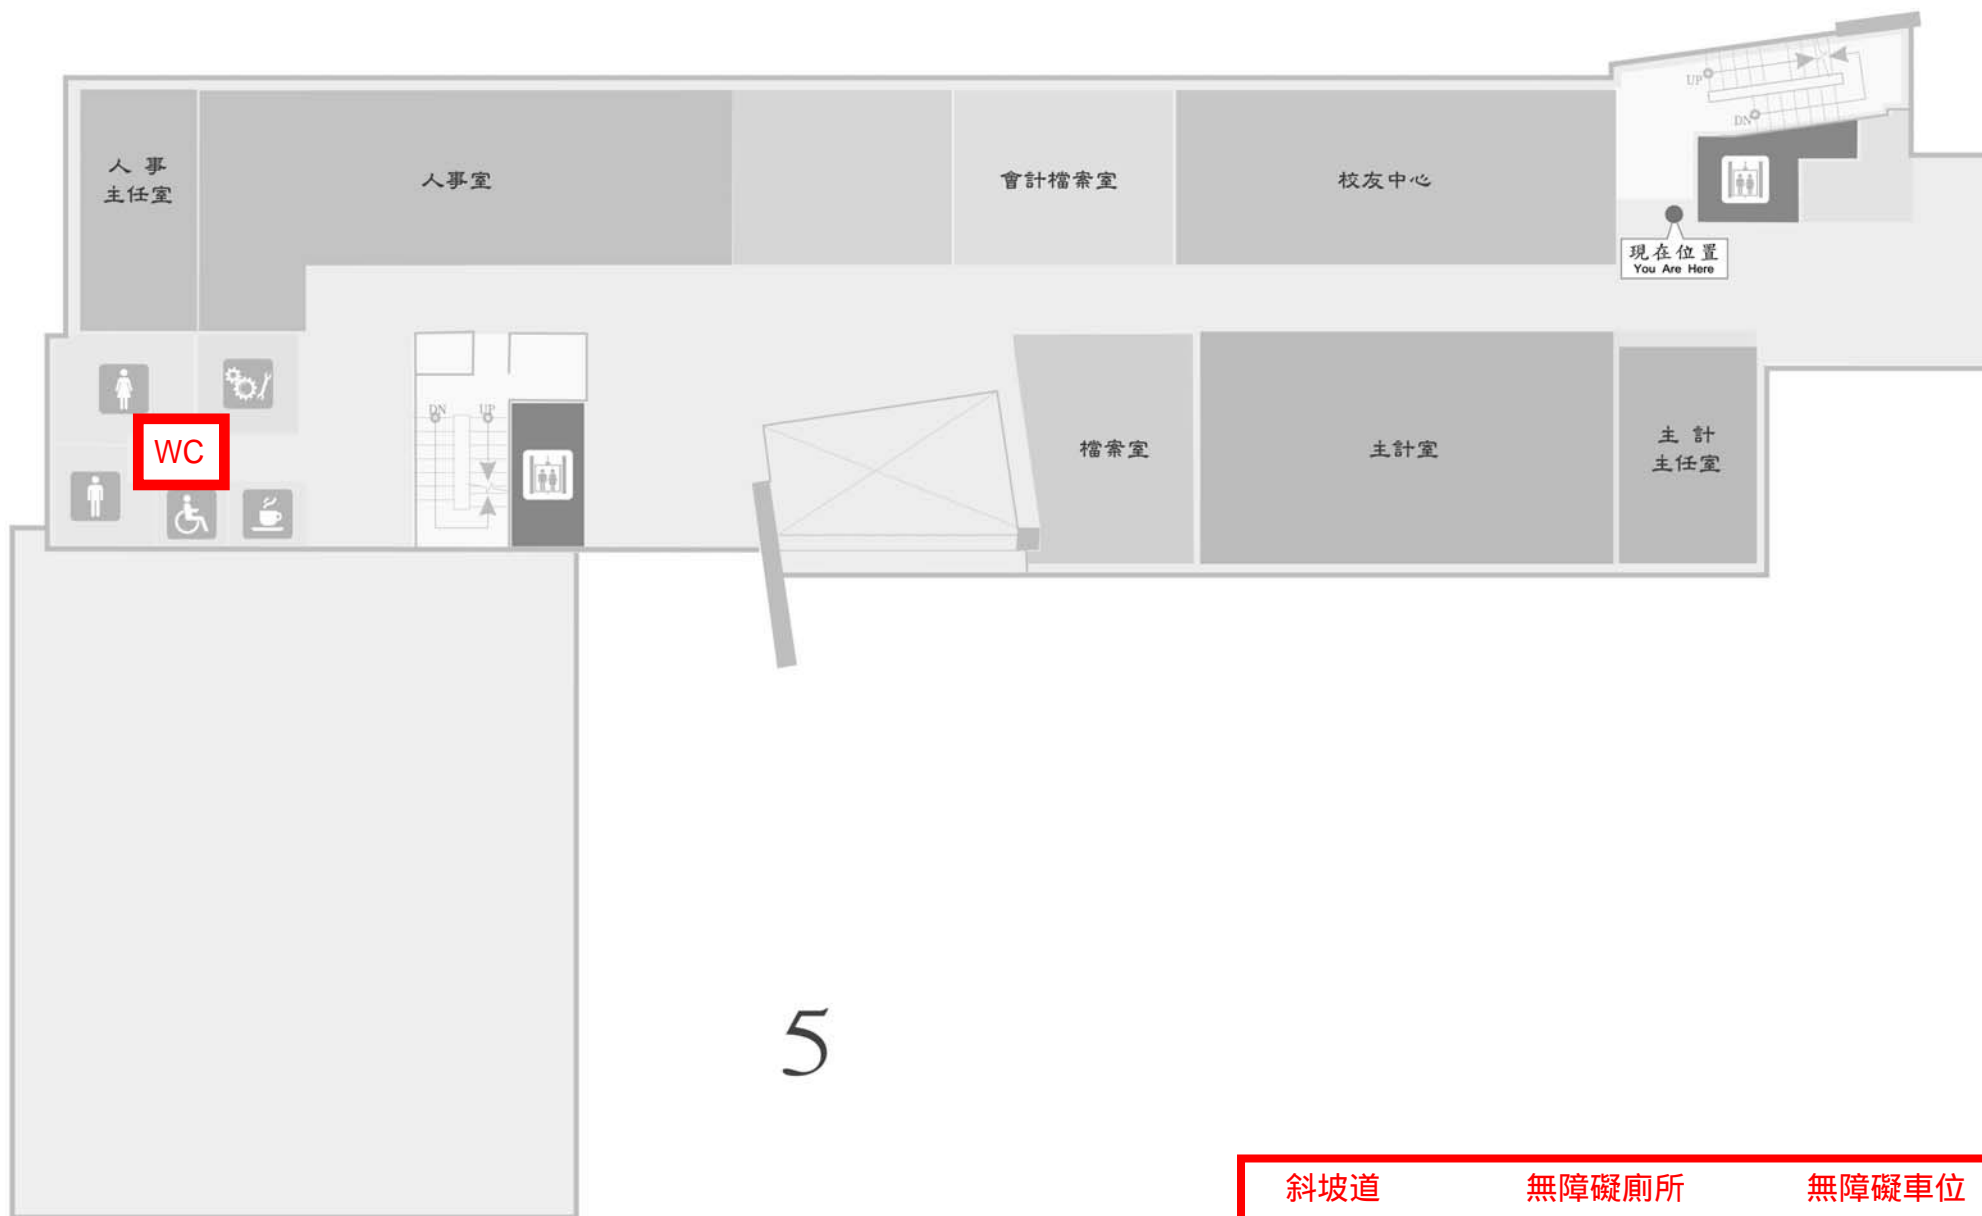 UP
DN
人 事
主任室
人事室
會計檔案室
校友中心
現在位置
You Are Here
DN
UP
WC
檔案室
主計室
主 計
主任室
5
斜坡道
無障礙廁所
無障礙車位